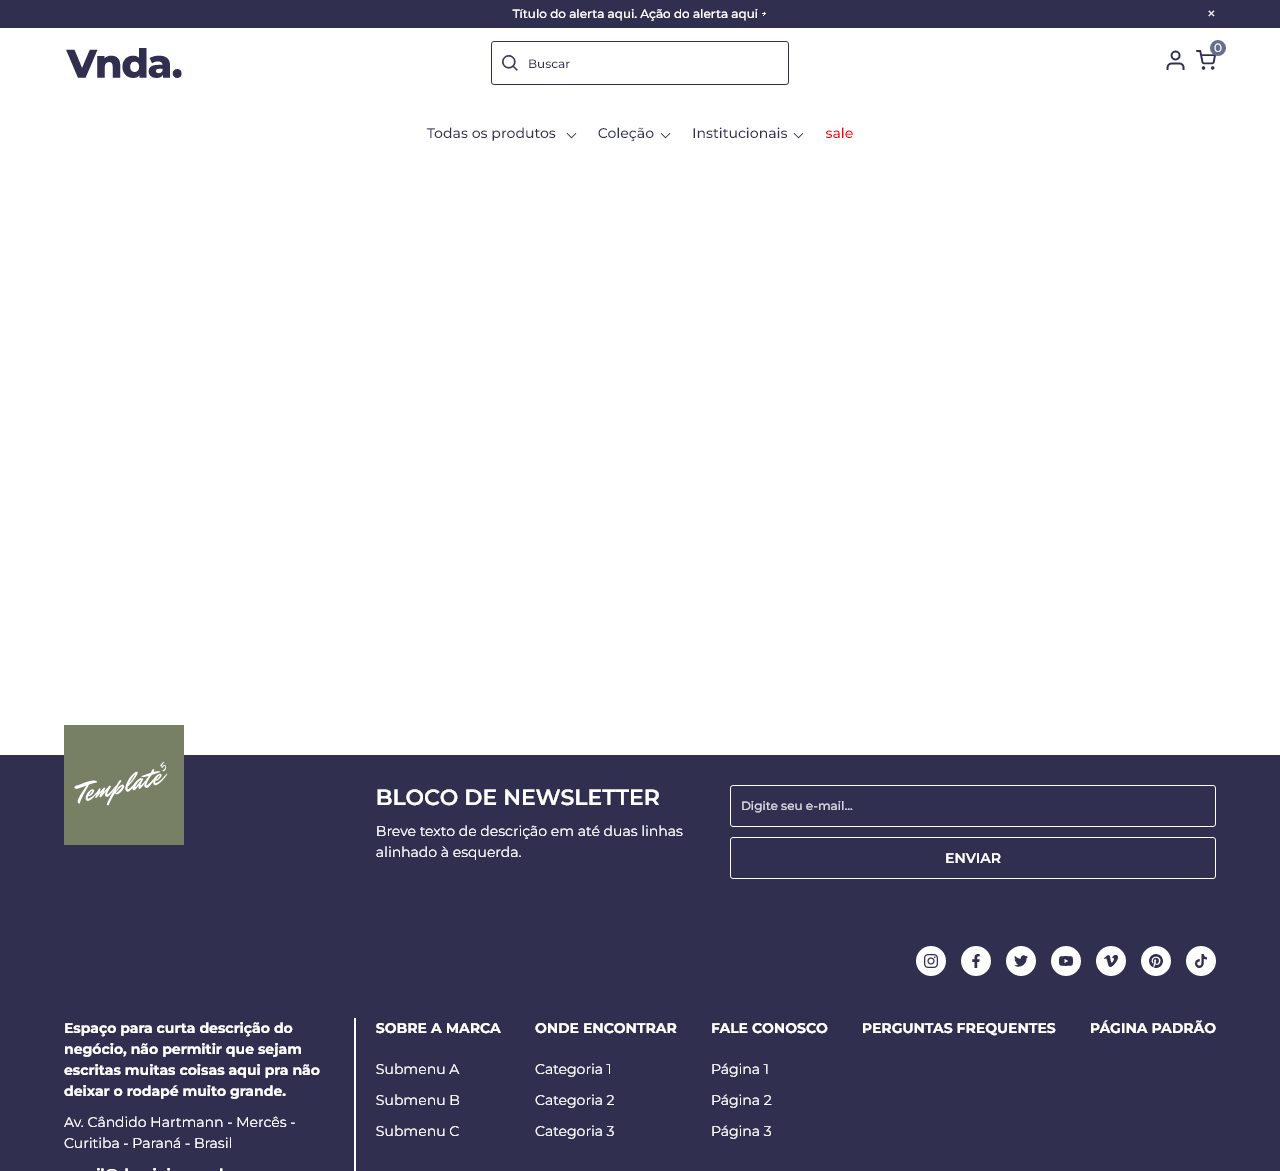 Título do alerta aqui. Ação do alerta aqui
×
Vnda.
Buscar
0
Todas os produtos Coleção Institucionais sale
Template5
BLOCO DE NEWSLETTER
Breve texto de descrição em até duas linhas
alinhado à esquerda.
Digite seu e-mail...
ENVIAR
Espaço para curta descrição do
negócio, não permitir que sejam
escritas muitas coisas aqui pra não
deixar o rodapé muito grande.
Av. Cândido Hartmann - Mercês -
Curitiba - Paraná - Brasil
SOBRE A MARCA
Submenu A
Submenu B
Submenu C
ONDE ENCONTRAR
Categoria 1
Categoria 2
Categoria 3
FALE CONOSCO
Página 1
Página 2
Página 3
PERGUNTAS FREQUENTES
PÁGINA PADRÃO